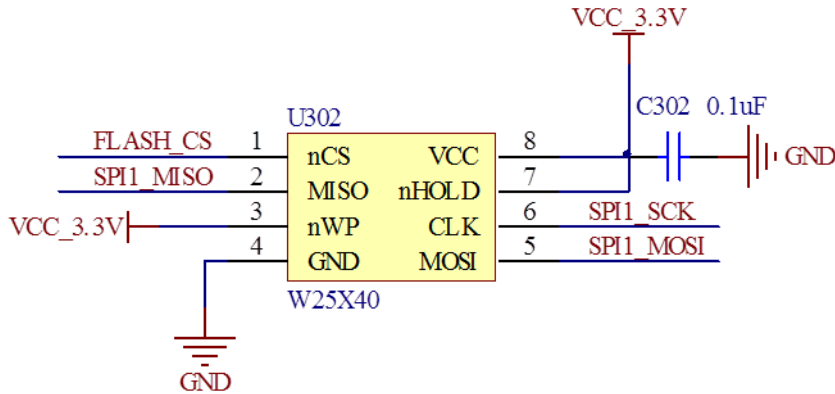 VCC_3.3V
U302
C302 0.1uF
FLASH_CS 1 nCS VCC 8
GND
SPI1_MISO 2 MISO nHOLD 7
VCC_3.3V 3 nWP CLK 6 SPI1_SCK
4 GND MOSI 5 SPI1_MOSI
W25X40
GND